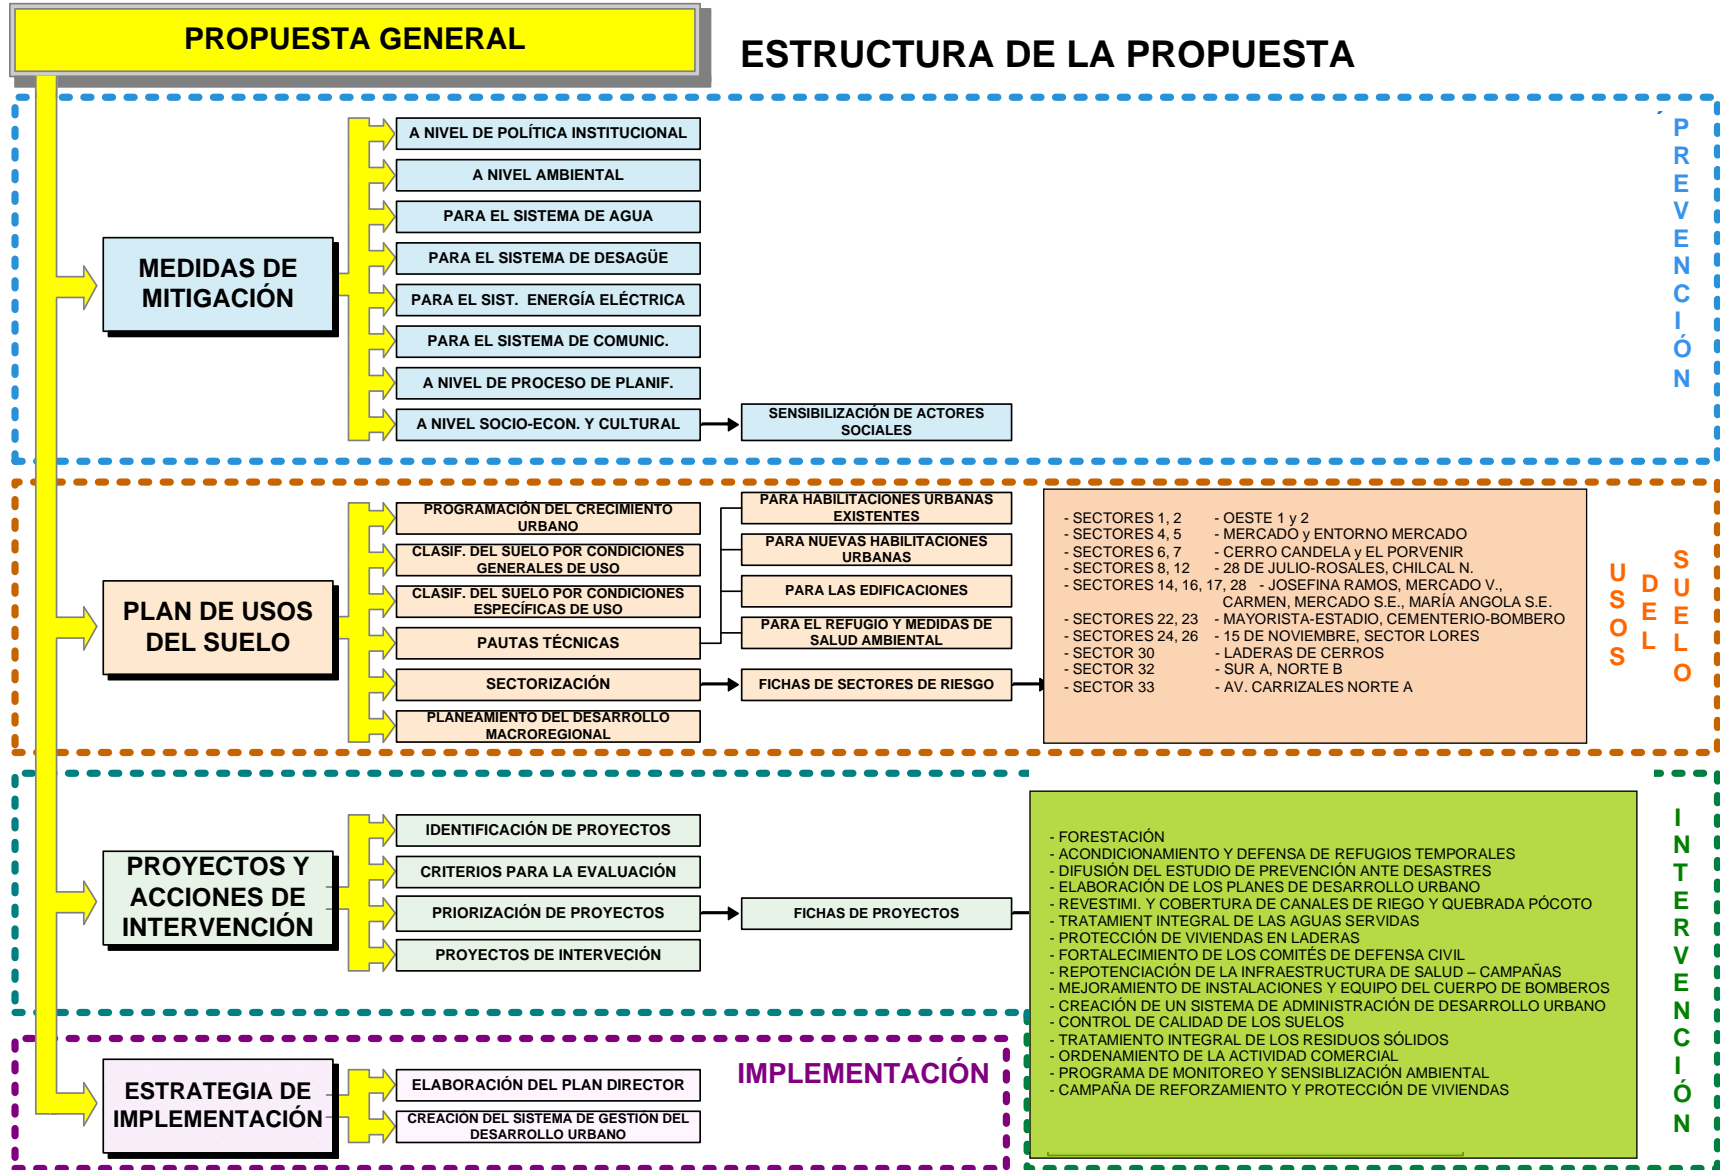 PROPUESTA GENERAL
ESTRUCTURA DE LA PROPUESTA
MEDIDAS DE
MITIGACIÓN
A NIVEL DE POLÍTICA INSTITUCIONAL
A NIVEL AMBIENTAL
PARA EL SISTEMA DE AGUA
PARA EL SISTEMA DE DESAGÜE
PARA EL SIST. ENERGÍA ELÉCTRICA
PARA EL SISTEMA DE COMUNIC.
A NIVEL DE PROCESO DE PLANIF.
A NIVEL SOCIO-ECON. Y CULTURAL
SENSIBILIZACIÓN DE ACTORES
SOCIALES
PREVENCIÓN
PLAN DE USOS
DEL SUELO
PROGRAMACIÓN DEL CRECIMIENTO
URBANO
CLASIF. DEL SUELO POR CONDICIONES
GENERALES DE USO
CLASIF. DEL SUELO POR CONDICIONES
ESPECÍFICAS DE USO
PAUTAS TÉCNICAS
SECTORIZACIÓN
PLANEAMIENTO DEL DESARROLLO
MACROREGIONAL
PARA HABILITACIONES URBANAS
EXISTENTES
PARA NUEVAS HABILITACIONES
URBANAS
PARA LAS EDIFICACIONES
PARA EL REFUGIO Y MEDIDAS DE
SALUD AMBIENTAL
FICHAS DE SECTORES DE RIESGO
- SECTORES 1, 2 - OESTE 1 y 2
- SECTORES 4, 5 - MERCADO y ENTORNO MERCADO
- SECTORES 6, 7 - CERRO CANDELA y EL PORVENIR
- SECTORES 8, 12 - 28 DE JULIO-ROSALES, CHILCAL N.
- SECTORES 14, 16, 17, 28 - JOSEFINA RAMOS, MERCADO V.,
CARMEN, MERCADO S.E., MARÍA ANGOLA S.E.
- SECTORES 22, 23 - MAYORISTA-ESTADIO, CEMENTERIO-BOMBERO
- SECTORES 24, 26 - 15 DE NOVIEMBRE, SECTOR LORES
- SECTOR 30 - LADERAS DE CERROS
- SECTOR 32 - SUR A, NORTE B
- SECTOR 33 - AV. CARRIZALES NORTE A
USOS
DEL
SUELO
PROYECTOS Y
ACCIONES DE
INTERVENCIÓN
IDENTIFICACIÓN DE PROYECTOS
CRITERIOS PARA LA EVALUACIÓN
PRIORIZACIÓN DE PROYECTOS
PROYECTOS DE INTERVECIÓN
FICHAS DE PROYECTOS
- FORESTACIÓN
- ACONDICIONAMIENTO Y DEFENSA DE REFUGIOS TEMPORALES
- DIFUSIÓN DEL ESTUDIO DE PREVENCIÓN ANTE DESASTRES
- ELABORACIÓN DE LOS PLANES DE DESARROLLO URBANO
- REVESTIMI. Y COBERTURA DE CANALES DE RIEGO Y QUEBRADA PÓCOTO
- TRATAMIENT INTEGRAL DE LAS AGUAS SERVIDAS
- PROTECCIÓN DE VIVIENDAS EN LADERAS
- FORTALECIMIENTO DE LOS COMITÉS DE DEFENSA CIVIL
- REPOTENCIACIÓN DE LA INFRAESTRUCTURA DE SALUD – CAMPAÑAS
- MEJORAMIENTO DE INSTALACIONES Y EQUIPO DEL CUERPO DE BOMBEROS
- CREACIÓN DE UN SISTEMA DE ADMINISTRACIÓN DE DESARROLLO URBANO
- CONTROL DE CALIDAD DE LOS SUELOS
- TRATAMIENTO INTEGRAL DE LOS RESIDUOS SÓLIDOS
- ORDENAMIENTO DE LA ACTIVIDAD COMERCIAL
- PROGRAMA DE MONITOREO Y SENSIBLIZACIÓN AMBIENTAL
- CAMPAÑA DE REFORZAMIENTO Y PROTECCIÓN DE VIVIENDAS
INTERVENCIÓN
ESTRATEGIA DE
IMPLEMENTACIÓN
ELABORACIÓN DEL PLAN DIRECTOR
CREACIÓN DEL SISTEMA DE GESTIÓN DEL
DESARROLLO URBANO
IMPLEMENTACIÓN